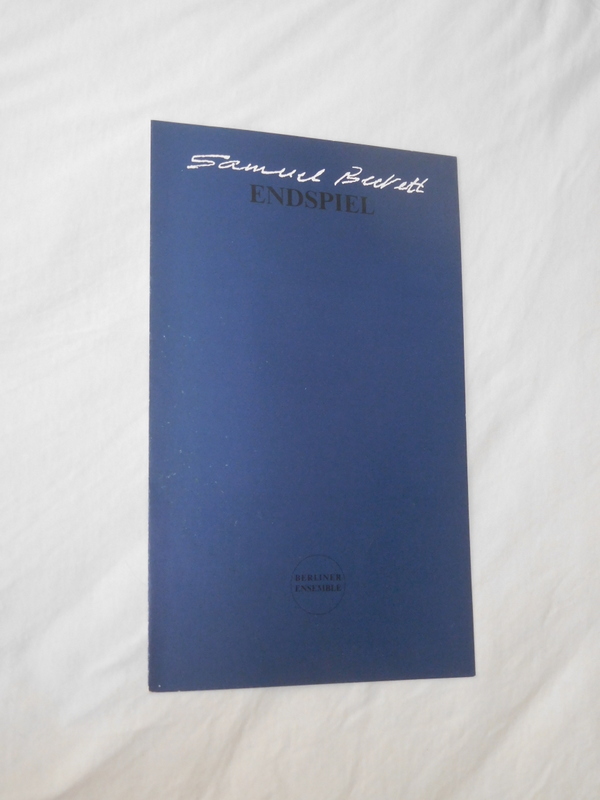 Samuel Beckett
ENDSPIEL
BERLINER
ENSEMBLE